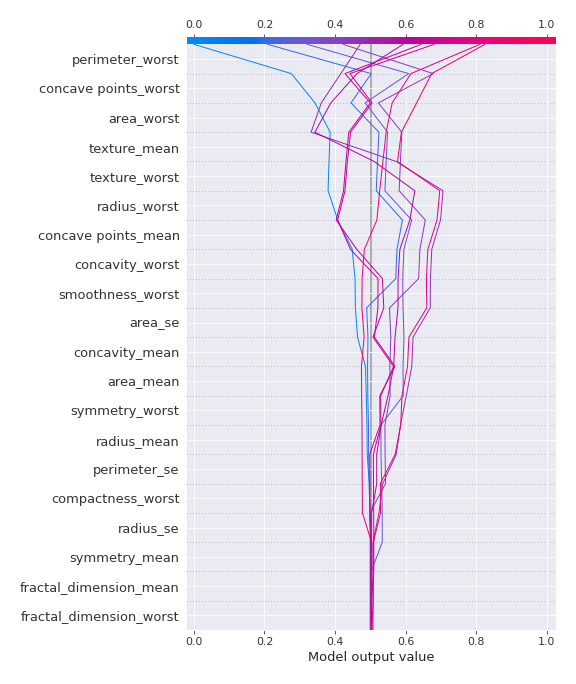 0.0 0.2 0.4 0.6 0.8 1.0
perimeter_worst
concave points_worst
area_worst
texture_mean
texture_worst
radius_worst
concave points_mean
concavity_worst
smoothness_worst
area_se
concavity_mean
area_mean
symmetry_worst
radius_mean
perimeter_se
compactness_worst
radius_se
symmetry_mean
fractal_dimension_mean
fractal_dimension_worst
0.0 0.2 0.4 0.6 0.8 1.0
Model output value